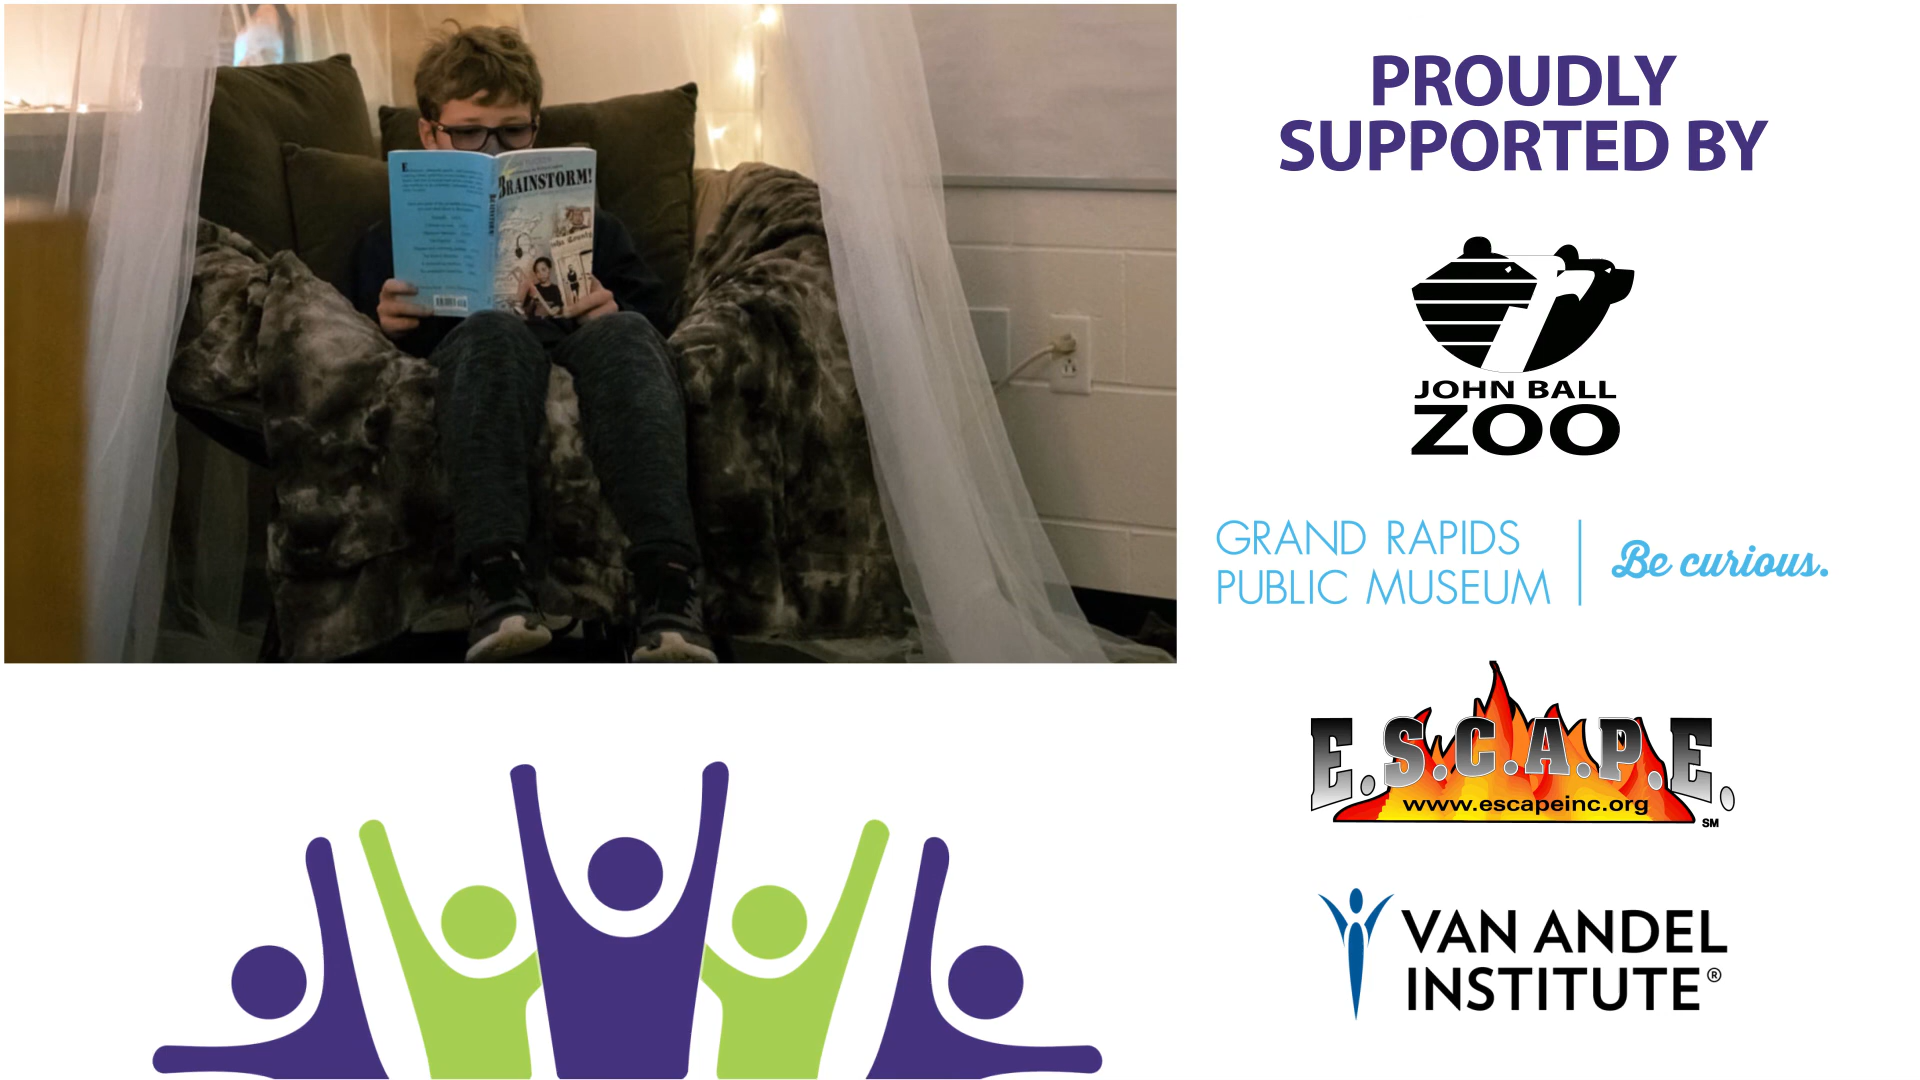 BRAINSTORM!
PROUDLY
SUPPORTED BY
JOHN BALL
ZOO
GRAND RAPIDS
PUBLIC MUSEUM
Be curious.
E.S.C.A.P.E.
www.escapeinc.org
SM
VAN ANDEL
INSTITUTE®